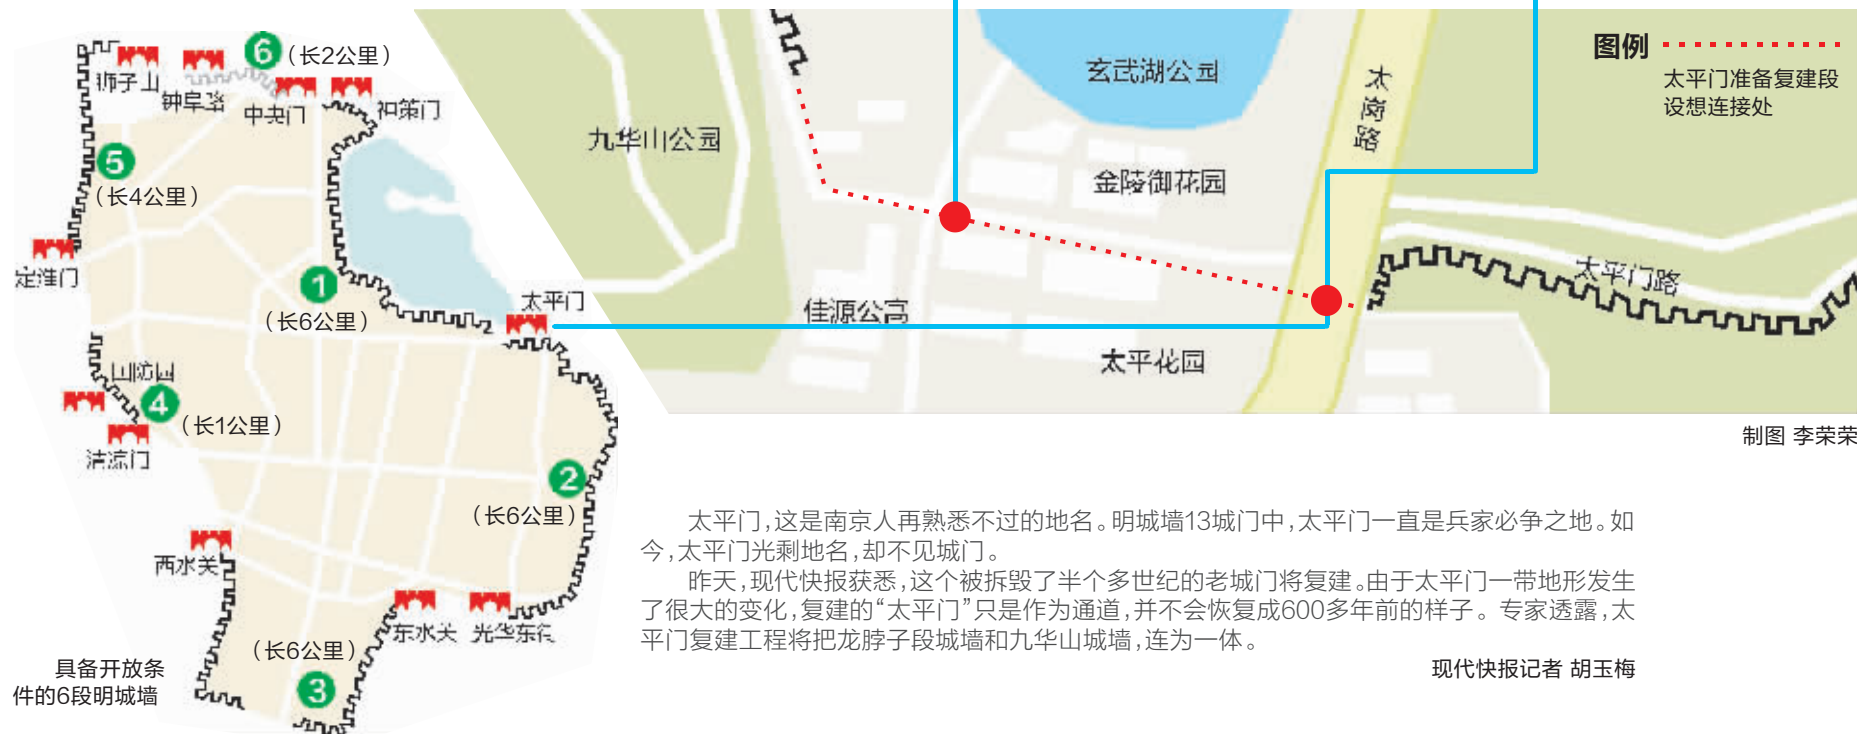 6
（长2公里）
狮子山
钟阜路
中央门
神策门
5
（长4公里）
定淮门
1
（长6公里）
太平门
国防园
4
（长1公里）
清凉门
2
（长6公里）
西水关
东水关
光华东街
（长6公里）
3
具备开放条
件的6段明城墙
玄武湖公园
九华山公园
金陵御花园
太岗路
佳源公寓
太平花园
太平门路
图例
太平门准备复建段
设想连接处
制图 李荣荣
太平门，这是南京人再熟悉不过的地名。明城墙13城门中，太平门一直是兵家必争之地。如
今，太平门光剩地名，却不见城门。
昨天，现代快报获悉，这个被拆毁了半个多世纪的老城门将复建。由于太平门一带地形发生
了很大的变化，复建的“太平门”只是作为通道，并不会恢复成600多年前的样子。专家透露，太
平门复建工程将把龙脖子段城墙和九华山城墙，连为一体。
现代快报记者 胡玉梅